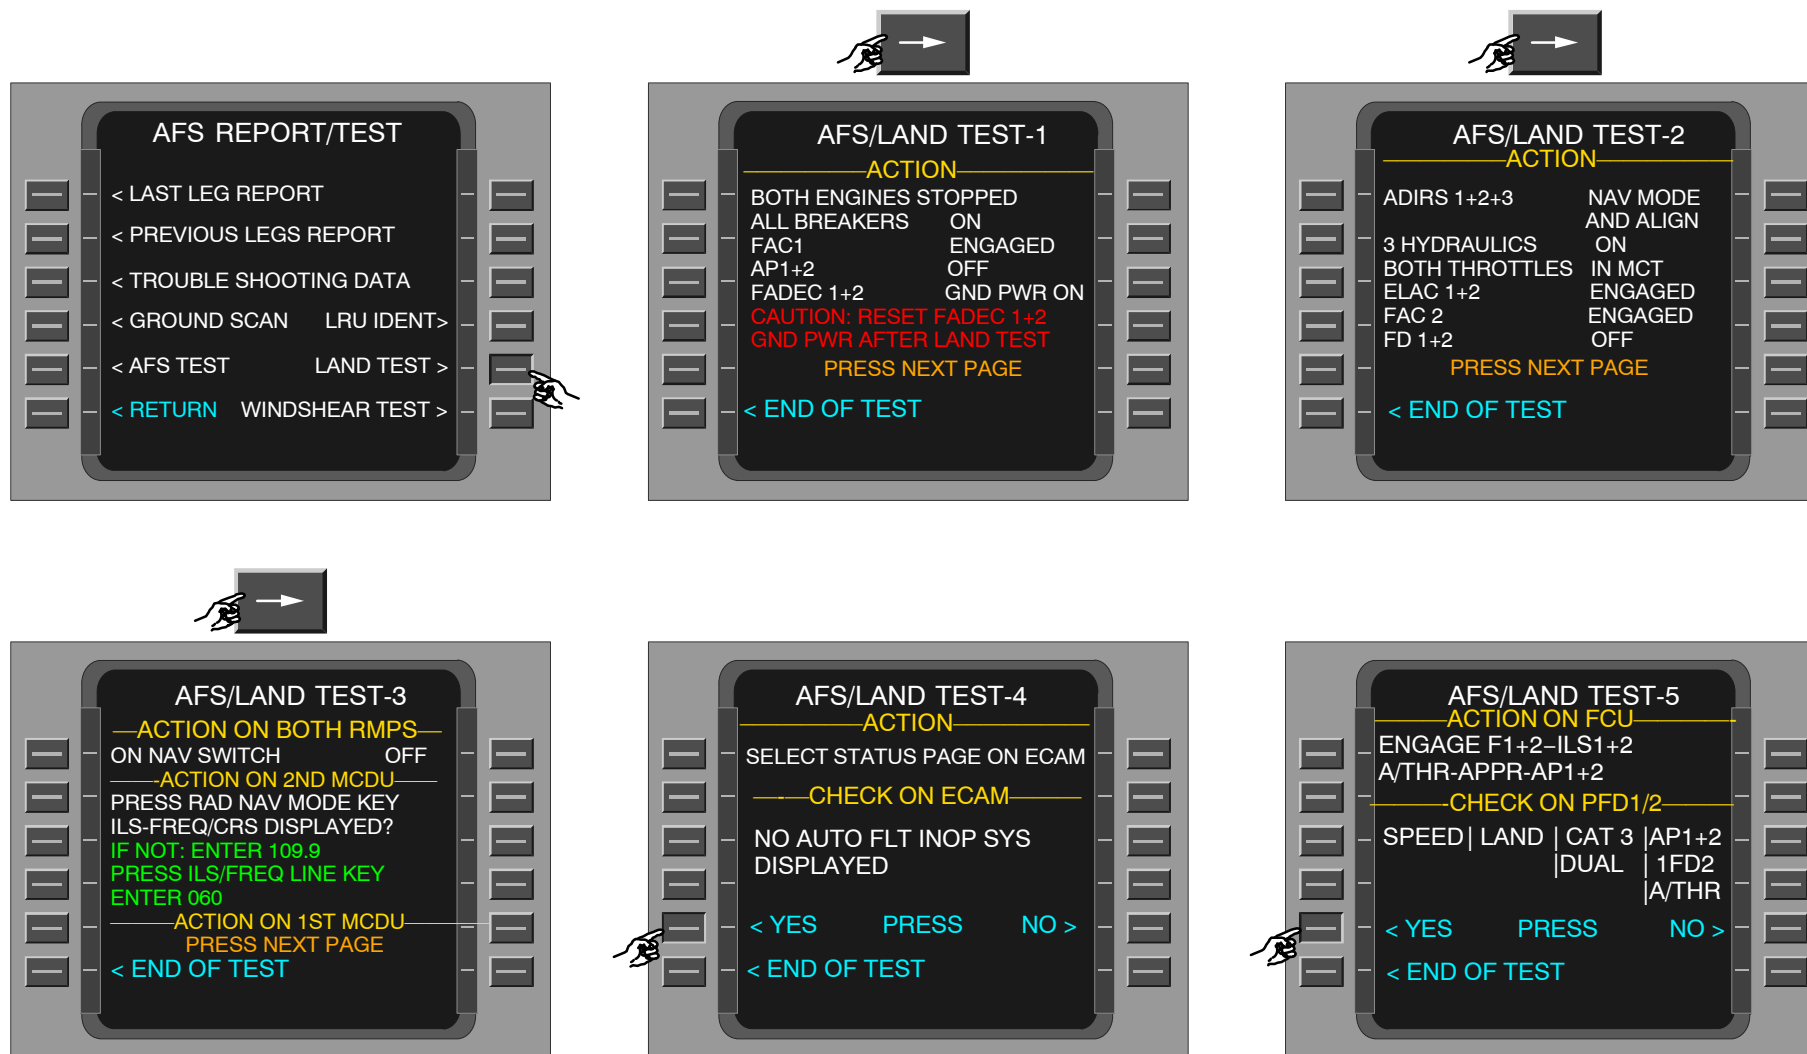 AFS REPORT/TEST
< LAST LEG REPORT
< PREVIOUS LEGS REPORT
< TROUBLE SHOOTING DATA
< GROUND SCAN LRU IDENT>
< AFS TEST LAND TEST >
< RETURN WINDSHEAR TEST >
AFS/LAND TEST-1
ACTION
BOTH ENGINES STOPPED
ALL BREAKERS ON
FAC1 ENGAGED
AP1+2 OFF
FADEC 1+2 GND PWR ON
CAUTION: RESET FADEC 1+2
GND PWR AFTER LAND TEST
PRESS NEXT PAGE
< END OF TEST
AFS/LAND TEST-2
ACTION
ADIRS 1+2+3 NAV MODE
AND ALIGN
3 HYDRAULICS ON
BOTH THROTTLES IN MCT
ELAC 1+2 ENGAGED
FAC 2 ENGAGED
FD 1+2 OFF
PRESS NEXT PAGE
< END OF TEST
AFS/LAND TEST-3
ACTION ON BOTH RMPS
ON NAV SWITCH OFF
ACTION ON 2ND MCDU
PRESS RAD NAV MODE KEY
ILS-FREQ/CRS DISPLAYED?
IF NOT: ENTER 109.9
PRESS ILS/FREQ LINE KEY
ENTER 060
ACTION ON 1ST MCDU
PRESS NEXT PAGE
< END OF TEST
AFS/LAND TEST-4
ACTION
SELECT STATUS PAGE ON ECAM
CHECK ON ECAM
NO AUTO FLT INOP SYS
DISPLAYED
< YES PRESS NO >
< END OF TEST
AFS/LAND TEST-5
ACTION ON FCU
ENGAGE F1+2–ILS1+2
A/THR-APPR-AP1+2
CHECK ON PFD1/2
SPEED| LAND | CAT 3 |AP1+2
|DUAL | 1FD2
|A/THR
< YES PRESS NO >
< END OF TEST